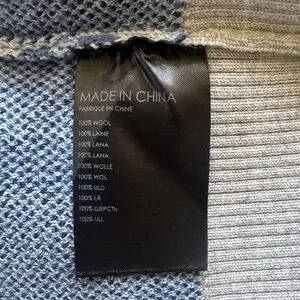 MADE IN CHINA
FABRIQUÉ EN CHINE
100% WOOL
100% LAINE
100% LANA
100% LANA
100% WOLLE
100% WOL
100% ULD
100% LÃ
100% ШЕРСТЬ
100% ULL